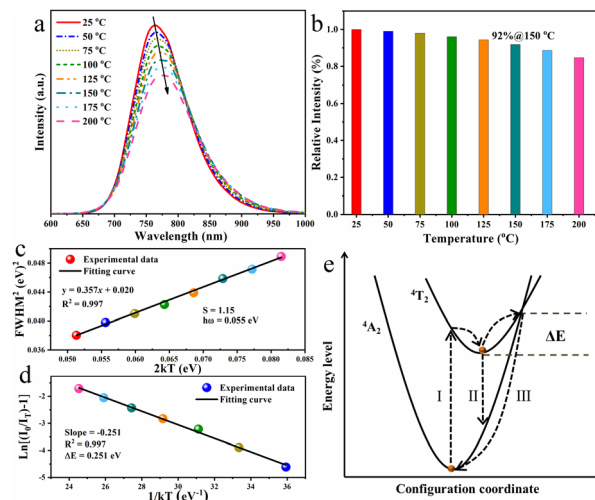 a
25 °C
50 °C
75 °C
100 °C
125 °C
150 °C
175 °C
200 °C
Intensity (a.u.)
600 650 700 750 800 850 900 950 1000
Wavelength (nm)
b
92%@150 °C
Relative Intensity (%)
1.0
0.8
0.6
0.4
0.2
0.0
25 50 75 100 125 150 175 200
Temperature (°C)
c
Experimental data
Fitting curve
y = 0.357x + 0.020
R² = 0.997
S = 1.15
hω = 0.055 eV
FWHM² (eV)²
0.048
0.044
0.040
0.036
0.050 0.055 0.060 0.065 0.070 0.075 0.080 0.085
2kT (eV)
d
Experimental data
Fitting curve
Slope = -0.251
R² = 0.997
ΔE = 0.251 eV
Ln[(I₀/I_T)-1]
-1
-2
-3
-4
-5
24 26 28 30 32 34 36
1/kT (eV⁻¹)
e
⁴T₂
⁴A₂
ΔE
I II III
Energy level
Configuration coordinate